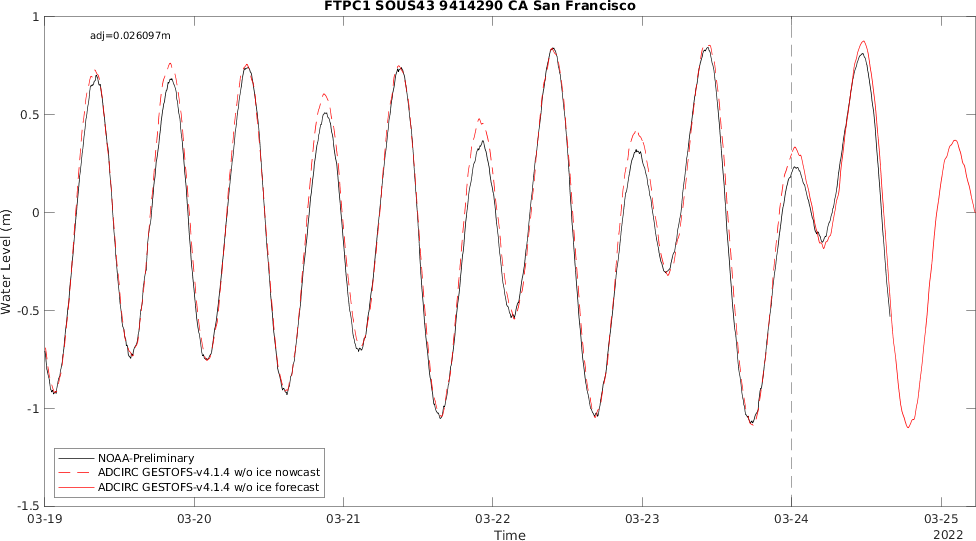 FTPC1 SOUS43 9414290 CA San Francisco
adj=0.026097m
1
0.5
0
-0.5
-1
-1.5
Water Level (m)
NOAA-Preliminary
ADCIRC GESTOFS-v4.1.4 w/o ice nowcast
ADCIRC GESTOFS-v4.1.4 w/o ice forecast
03-19 03-20 03-21 03-22 03-23 03-24 03-25
2022
Time